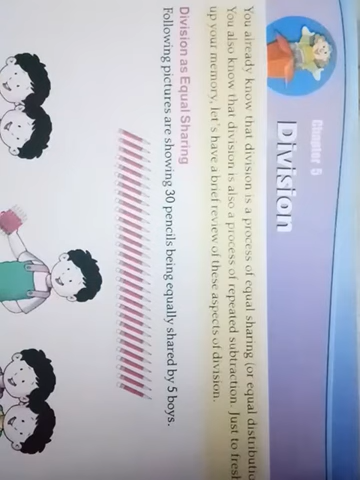 Chapter 5
Division
You already know that division is a process of equal sharing (or equal
You also know that division is also a process of repeated subtraction. Just to
up your memory, let's have a brief review of these aspects of division.
Division as Equal Sharing
Following pictures are showing 30 pencils being equally shared by 5 boys.